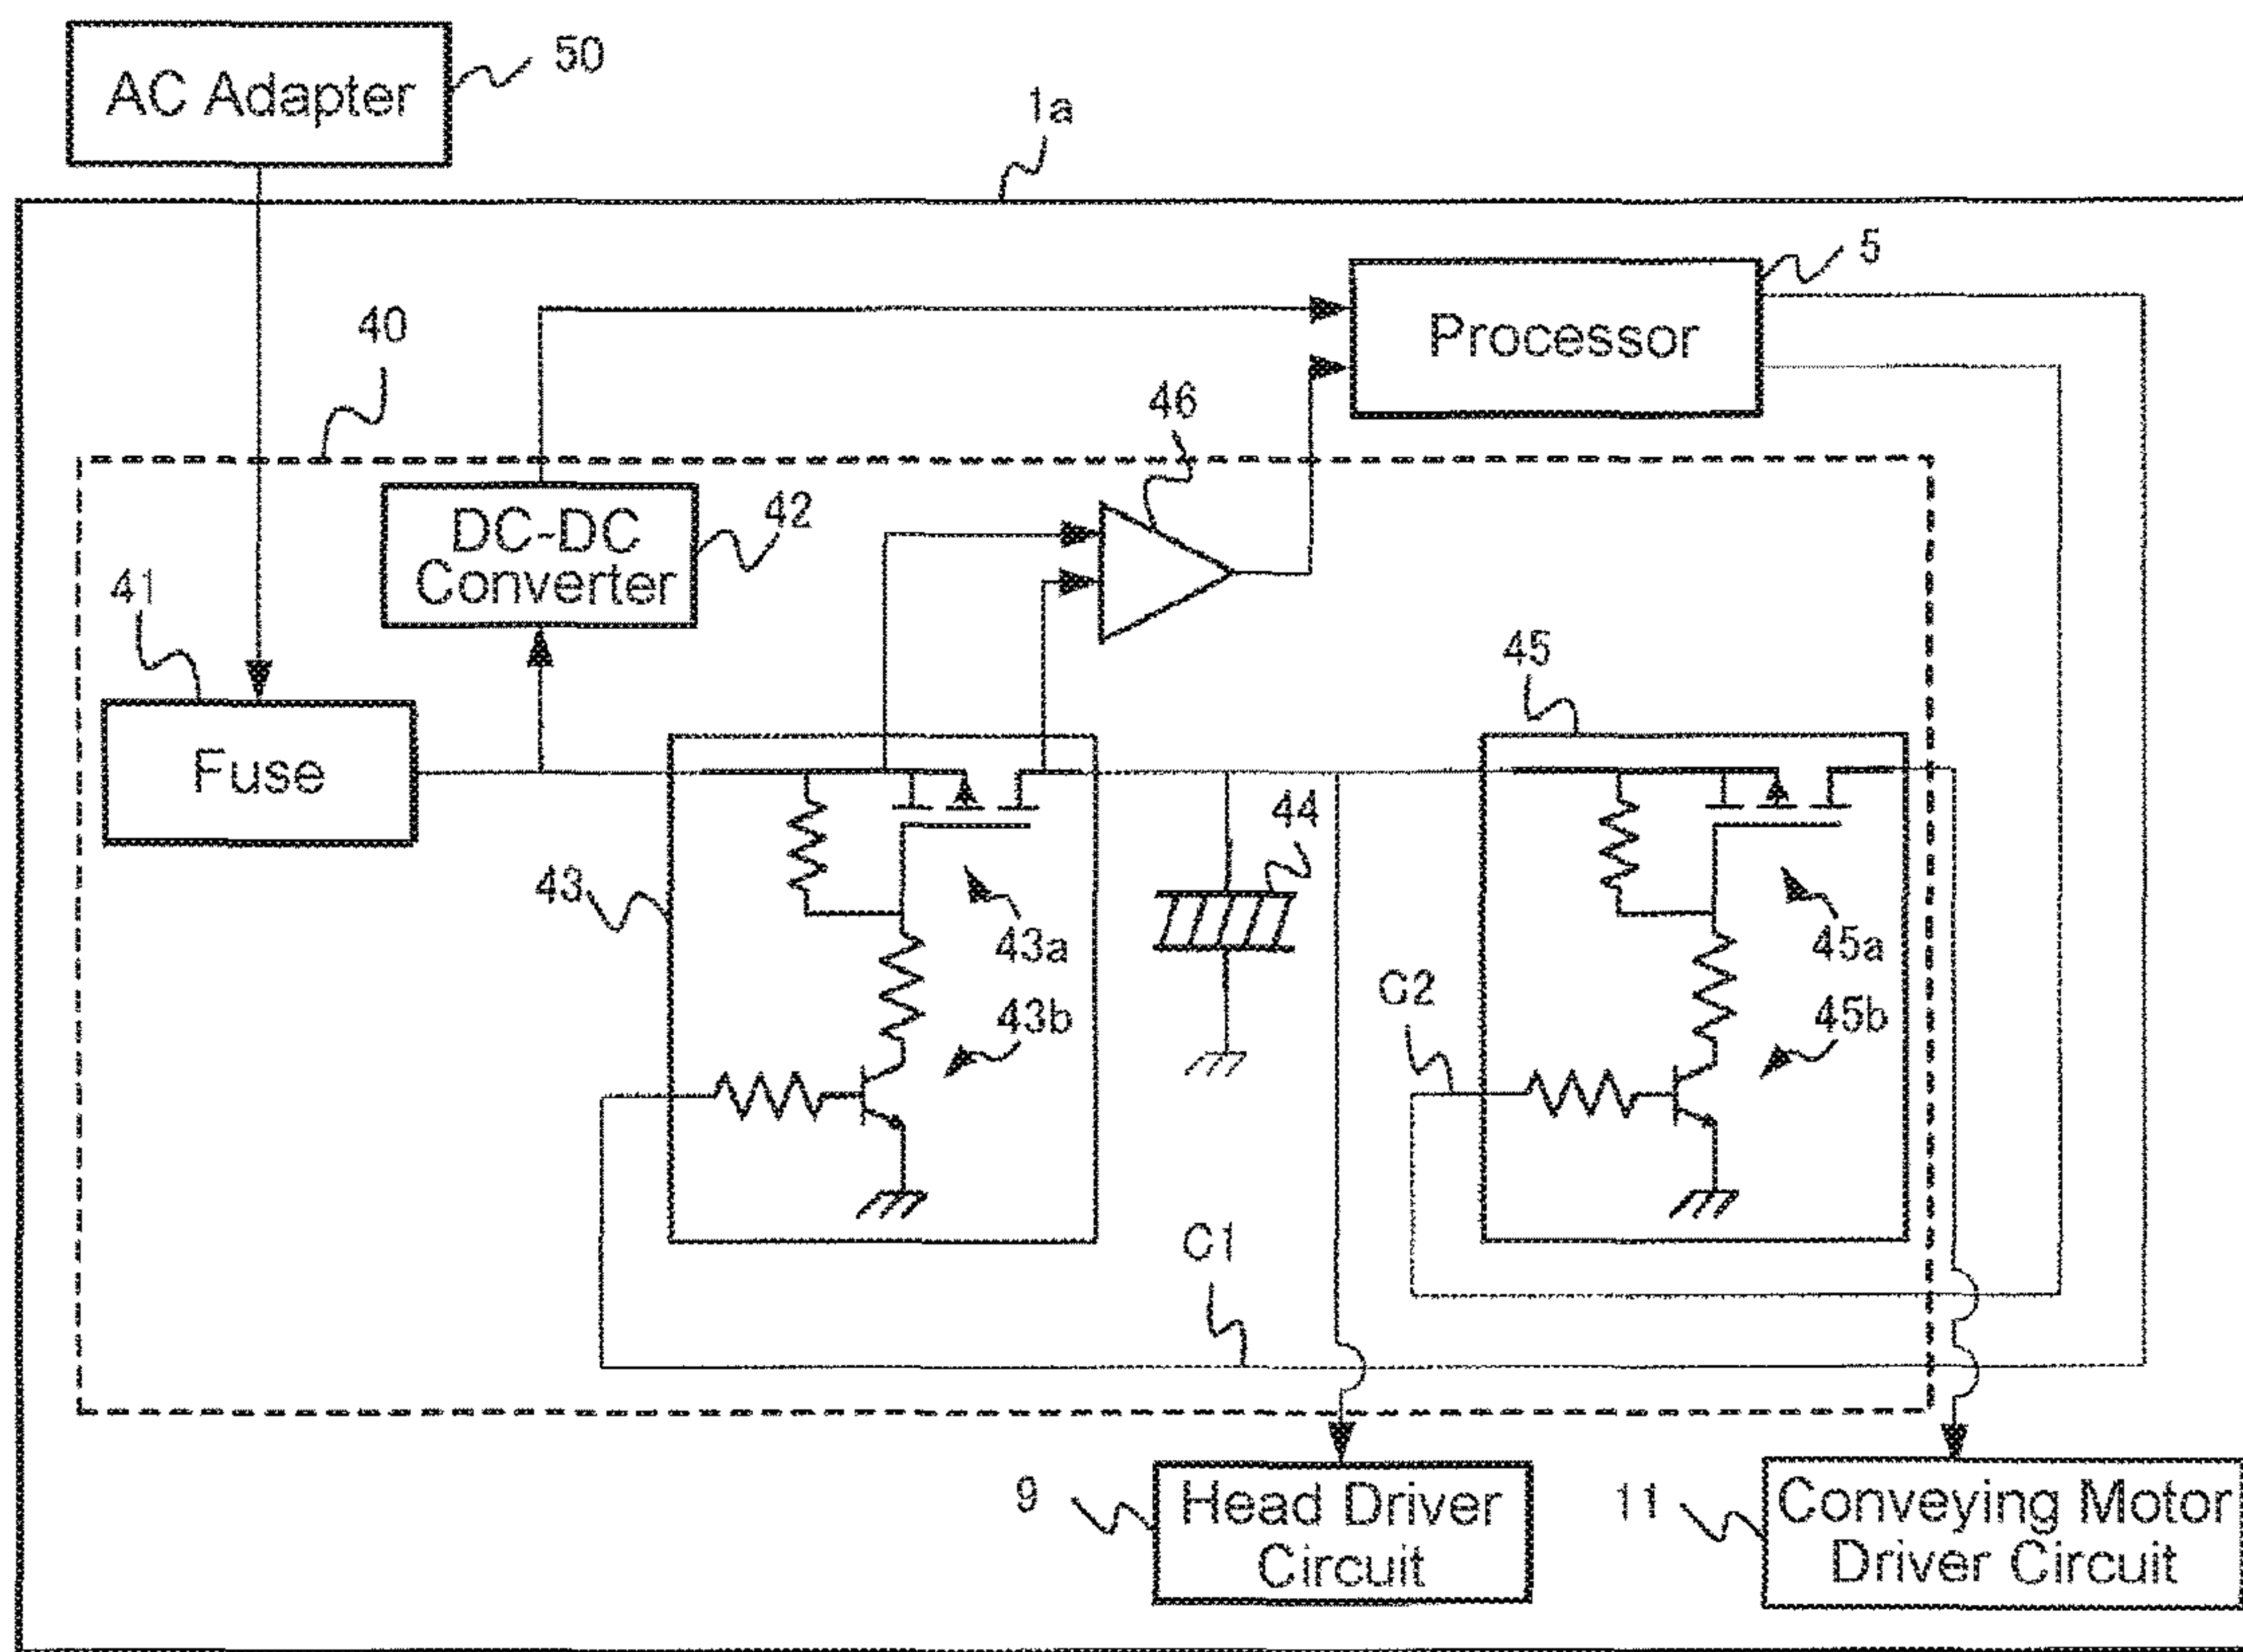 AC Adapter
50
1a
5
Processor
40
46
DC-DC
Converter
42
41
Fuse
45
44
43
43a
43b
45a
45b
C2
C1
9
Head Driver
Circuit
11
Conveying Motor
Driver Circuit